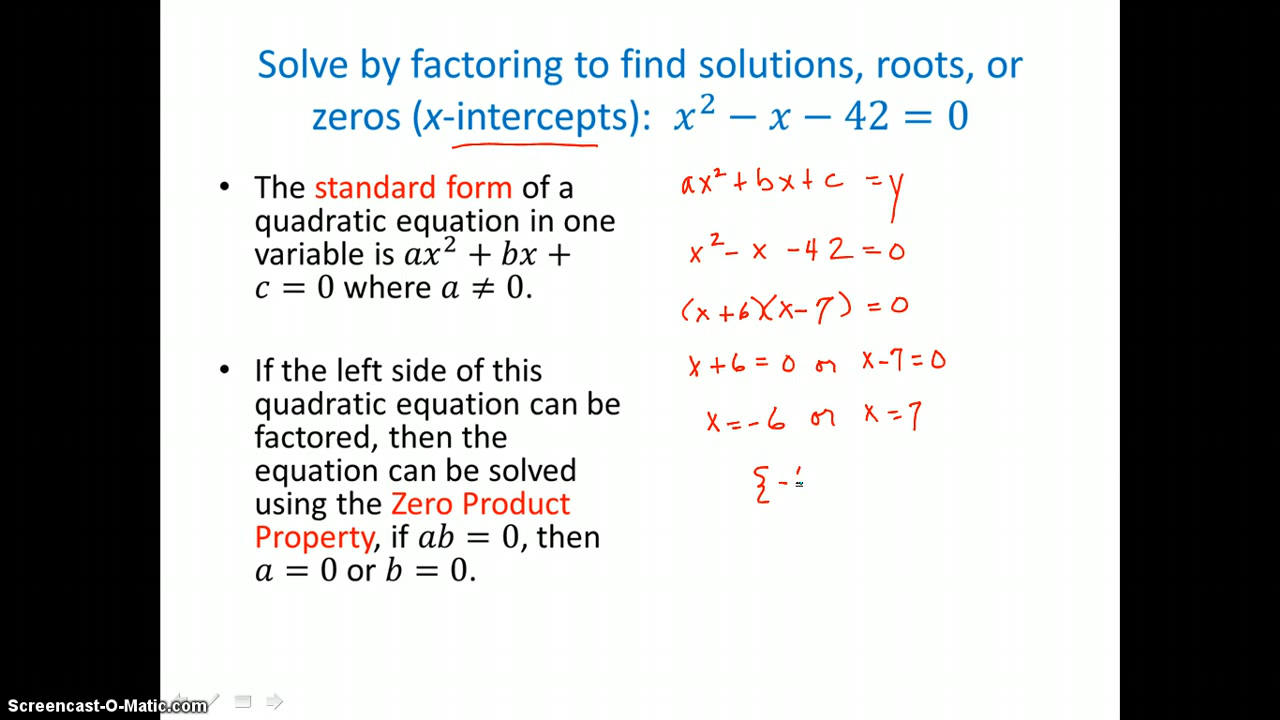 Solve by factoring to find solutions, roots, or
zeros (x-intercepts): x² − x − 42 = 0
• The standard form of a
quadratic equation in one
variable is ax² + bx +
c = 0 where a ≠ 0.
• If the left side of this
quadratic equation can be
factored, then the
equation can be solved
using the Zero Product
Property, if ab = 0, then
a = 0 or b = 0.
ax² + bx + c = y
x² − x − 42 = 0
(x + 6)(x − 7) = 0
x + 6 = 0 or x − 7 = 0
x = −6 or x = 7
{ −
Screencast-O-Matic.com